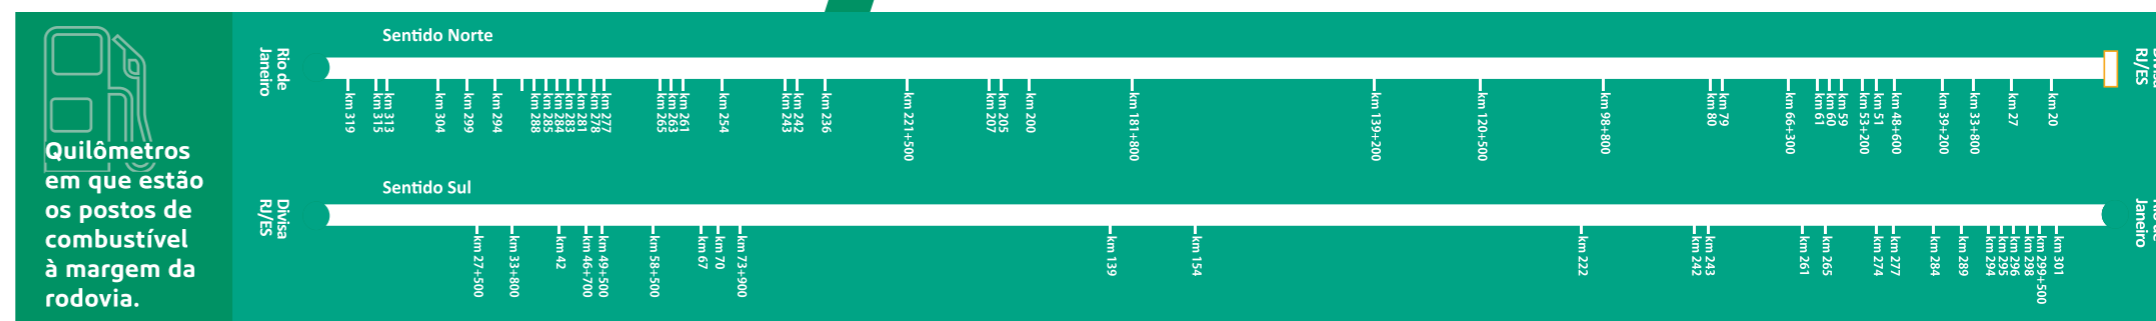 Quilômetros
em que estão
os postos de
combustível
à margem da
rodovia.
Sentido Norte
Rio de
Janeiro
km 319
km 315
km 313
km 304
km 299
km 294
km 288
km 285
km 284
km 283
km 281
km 278
km 277
km 265
km 263
km 261
km 254
km 243
km 242
km 236
km 221+500
km 207
km 205
km 200
km 181+800
km 139+200
km 120+500
km 98+800
km 80
km 79
km 66+300
km 61
km 60
km 59
km 53+200
km 51
km 48+600
km 39+200
km 33+800
km 27
km 20
Divisa
RJ/ES
Sentido Sul
Divisa
RJ/ES
km 27+500
km 33+800
km 42
km 46+700
km 49+500
km 58+500
km 67
km 70
km 73+900
km 139
km 154
km 222
km 242
km 243
km 261
km 265
km 274
km 277
km 284
km 289
km 294
km 295
km 296
km 298
km 299+500
km 301
Rio de
Janeiro